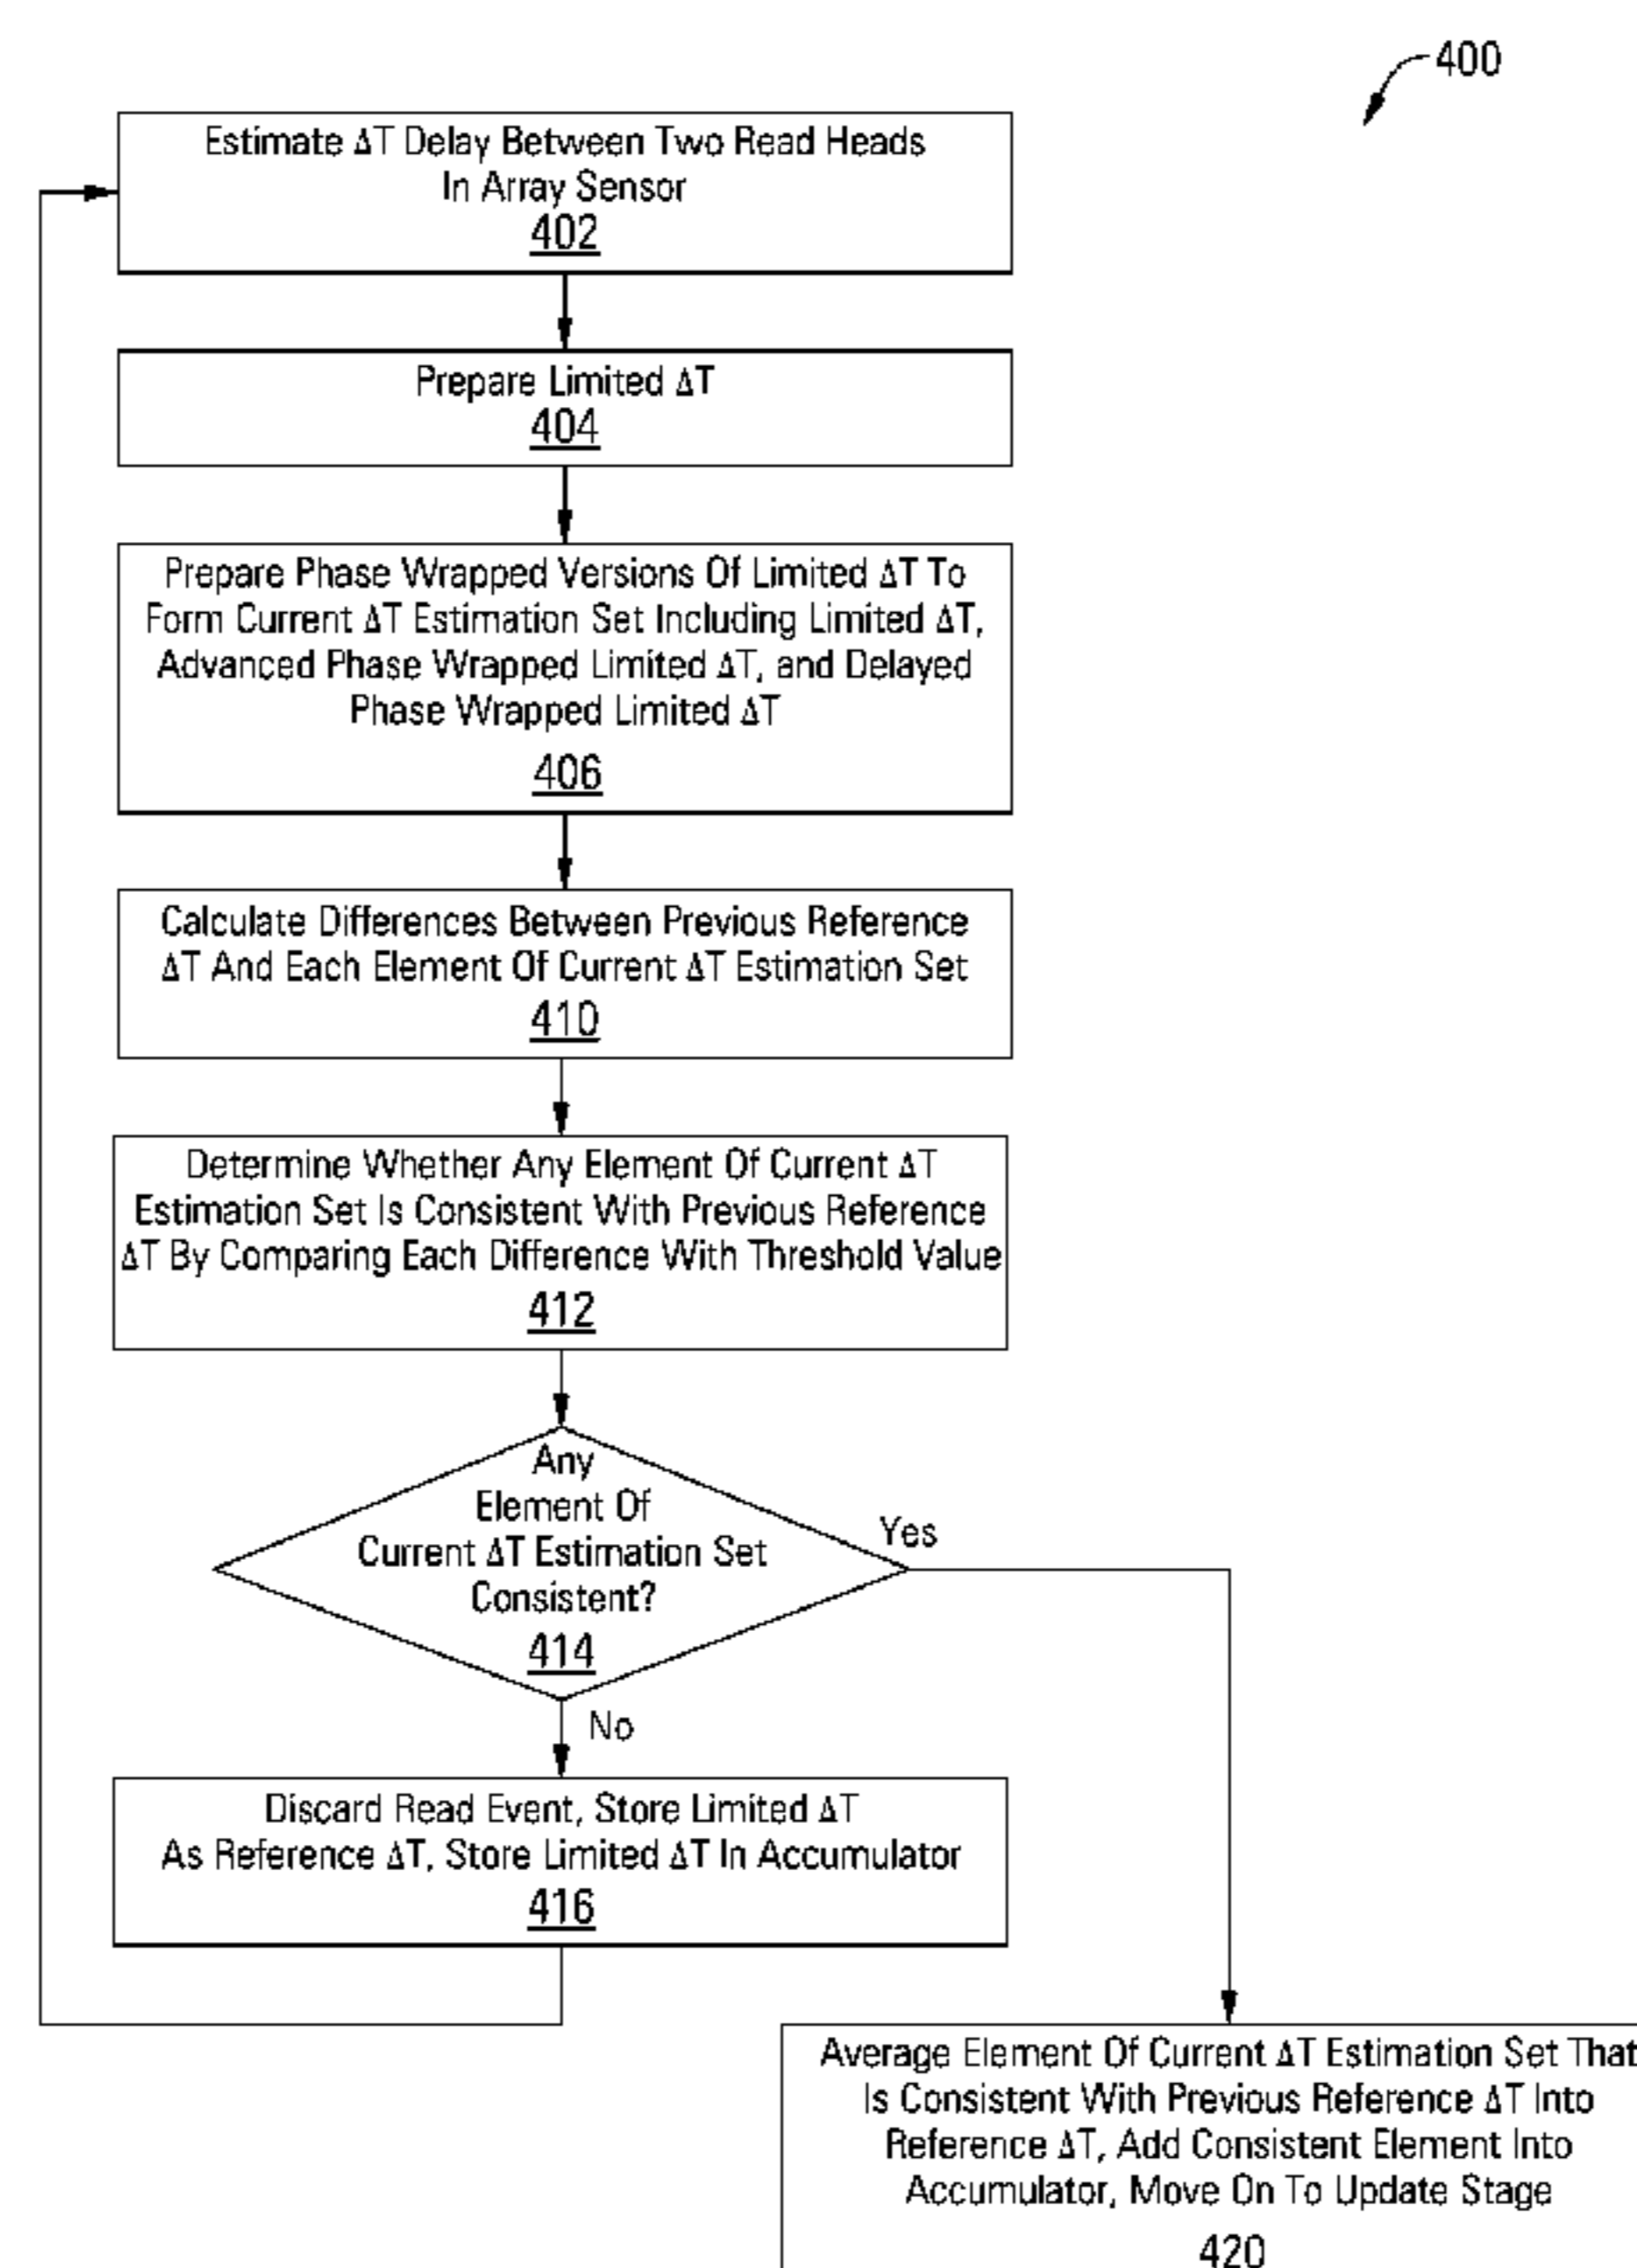 400
Estimate ΔT Delay Between Two Read Heads
In Array Sensor
402
Prepare Limited ΔT
404
Prepare Phase Wrapped Versions Of Limited ΔT To
Form Current ΔT Estimation Set Including Limited ΔT,
Advanced Phase Wrapped Limited ΔT, and Delayed
Phase Wrapped Limited ΔT
406
Calculate Differences Between Previous Reference
ΔT And Each Element Of Current ΔT Estimation Set
410
Determine Whether Any Element Of Current ΔT
Estimation Set Is Consistent With Previous Reference
ΔT By Comparing Each Difference With Threshold Value
412
Any
Element Of
Current ΔT Estimation Set
Consistent?
414
Yes
No
Discard Read Event, Store Limited ΔT
As Reference ΔT, Store Limited ΔT In Accumulator
416
Average Element Of Current ΔT Estimation Set That
Is Consistent With Previous Reference ΔT Into
Reference ΔT, Add Consistent Element Into
Accumulator, Move On To Update Stage
420